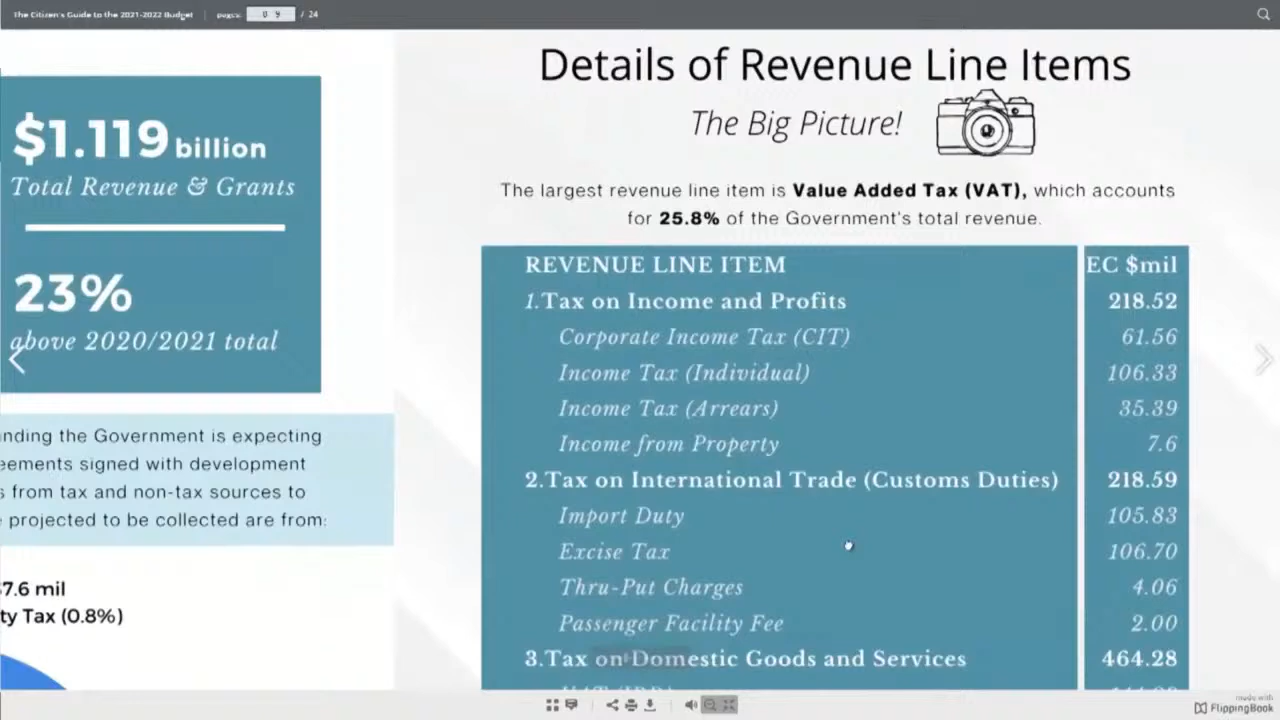 The Citizen's Guide to the 2021-2022 Budget
pages: 8 9 / 24
$1.119 billion
Total Revenue & Grants
23%
above 2020/2021 total
nding the Government is expecting
eements signed with development
s from tax and non-tax sources to
projected to be collected are from:
7.6 mil
ty Tax (0.8%)
Details of Revenue Line Items
The Big Picture!
The largest revenue line item is Value Added Tax (VAT), which accounts
for 25.8% of the Government's total revenue.
REVENUE LINE ITEM EC $mil
1.Tax on Income and Profits 218.52
Corporate Income Tax (CIT) 61.56
Income Tax (Individual) 106.33
Income Tax (Arrears) 35.39
Income from Property 7.6
2.Tax on International Trade (Customs Duties) 218.59
Import Duty 105.83
Excise Tax 106.70
Thru-Put Charges 4.06
Passenger Facility Fee 2.00
3.Tax on Domestic Goods and Services 464.28
made with
FlippingBook